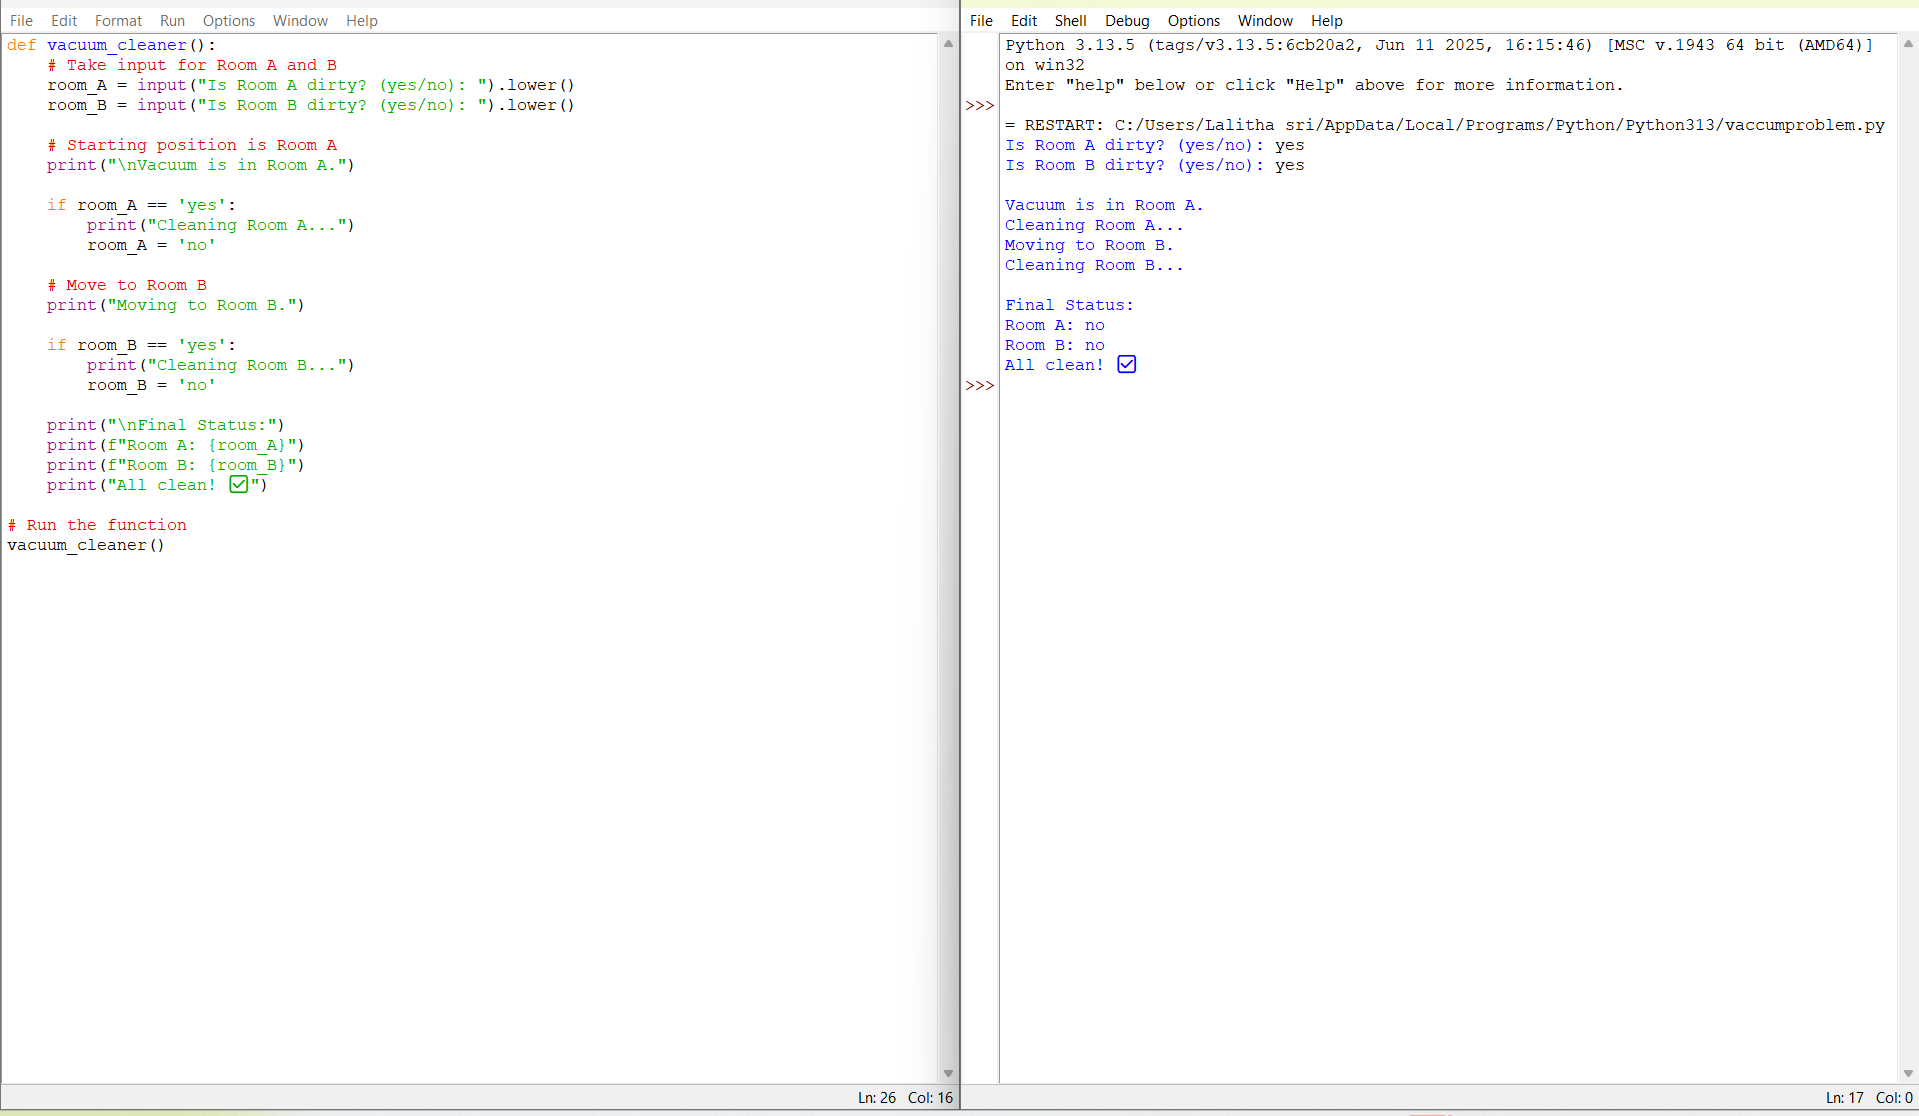 File Edit Format Run Options Window Help
def vacuum_cleaner():
    # Take input for Room A and B
    room_A = input("Is Room A dirty? (yes/no): ").lower()
    room_B = input("Is Room B dirty? (yes/no): ").lower()
    # Starting position is Room A
    print("\nVacuum is in Room A.")
    if room_A == 'yes':
        print("Cleaning Room A...")
        room_A = 'no'
    # Move to Room B
    print("Moving to Room B.")
    if room_B == 'yes':
        print("Cleaning Room B...")
        room_B = 'no'
    print("\nFinal Status:")
    print(f"Room A: {room_A}")
    print(f"Room B: {room_B}")
    print("All clean! ✅")
# Run the function
vacuum_cleaner()
Ln: 26 Col: 16
File Edit Shell Debug Options Window Help
Python 3.13.5 (tags/v3.13.5:6cb20a2, Jun 11 2025, 16:15:46) [MSC v.1943 64 bit (AMD64)]
on win32
Enter "help" below or click "Help" above for more information.
>>>
= RESTART: C:/Users/Lalitha sri/AppData/Local/Programs/Python/Python313/vaccumproblem.py
Is Room A dirty? (yes/no): yes
Is Room B dirty? (yes/no): yes
Vacuum is in Room A.
Cleaning Room A...
Moving to Room B.
Cleaning Room B...
Final Status:
Room A: no
Room B: no
All clean! ✅
>>>
Ln: 17 Col: 0